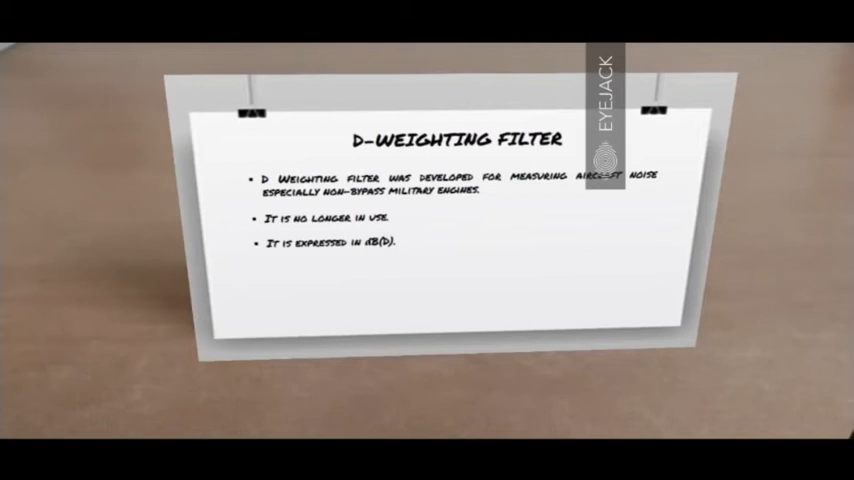 D-WEIGHTING FILTER
▪ D WEIGHTING FILTER WAS DEVELOPED FOR MEASURING AIRCRAFT NOISE
ESPECIALLY NON-BYPASS MILITARY ENGINES.
▪ IT IS NO LONGER IN USE.
▪ IT IS EXPRESSED IN dB(D).
EYEJACK